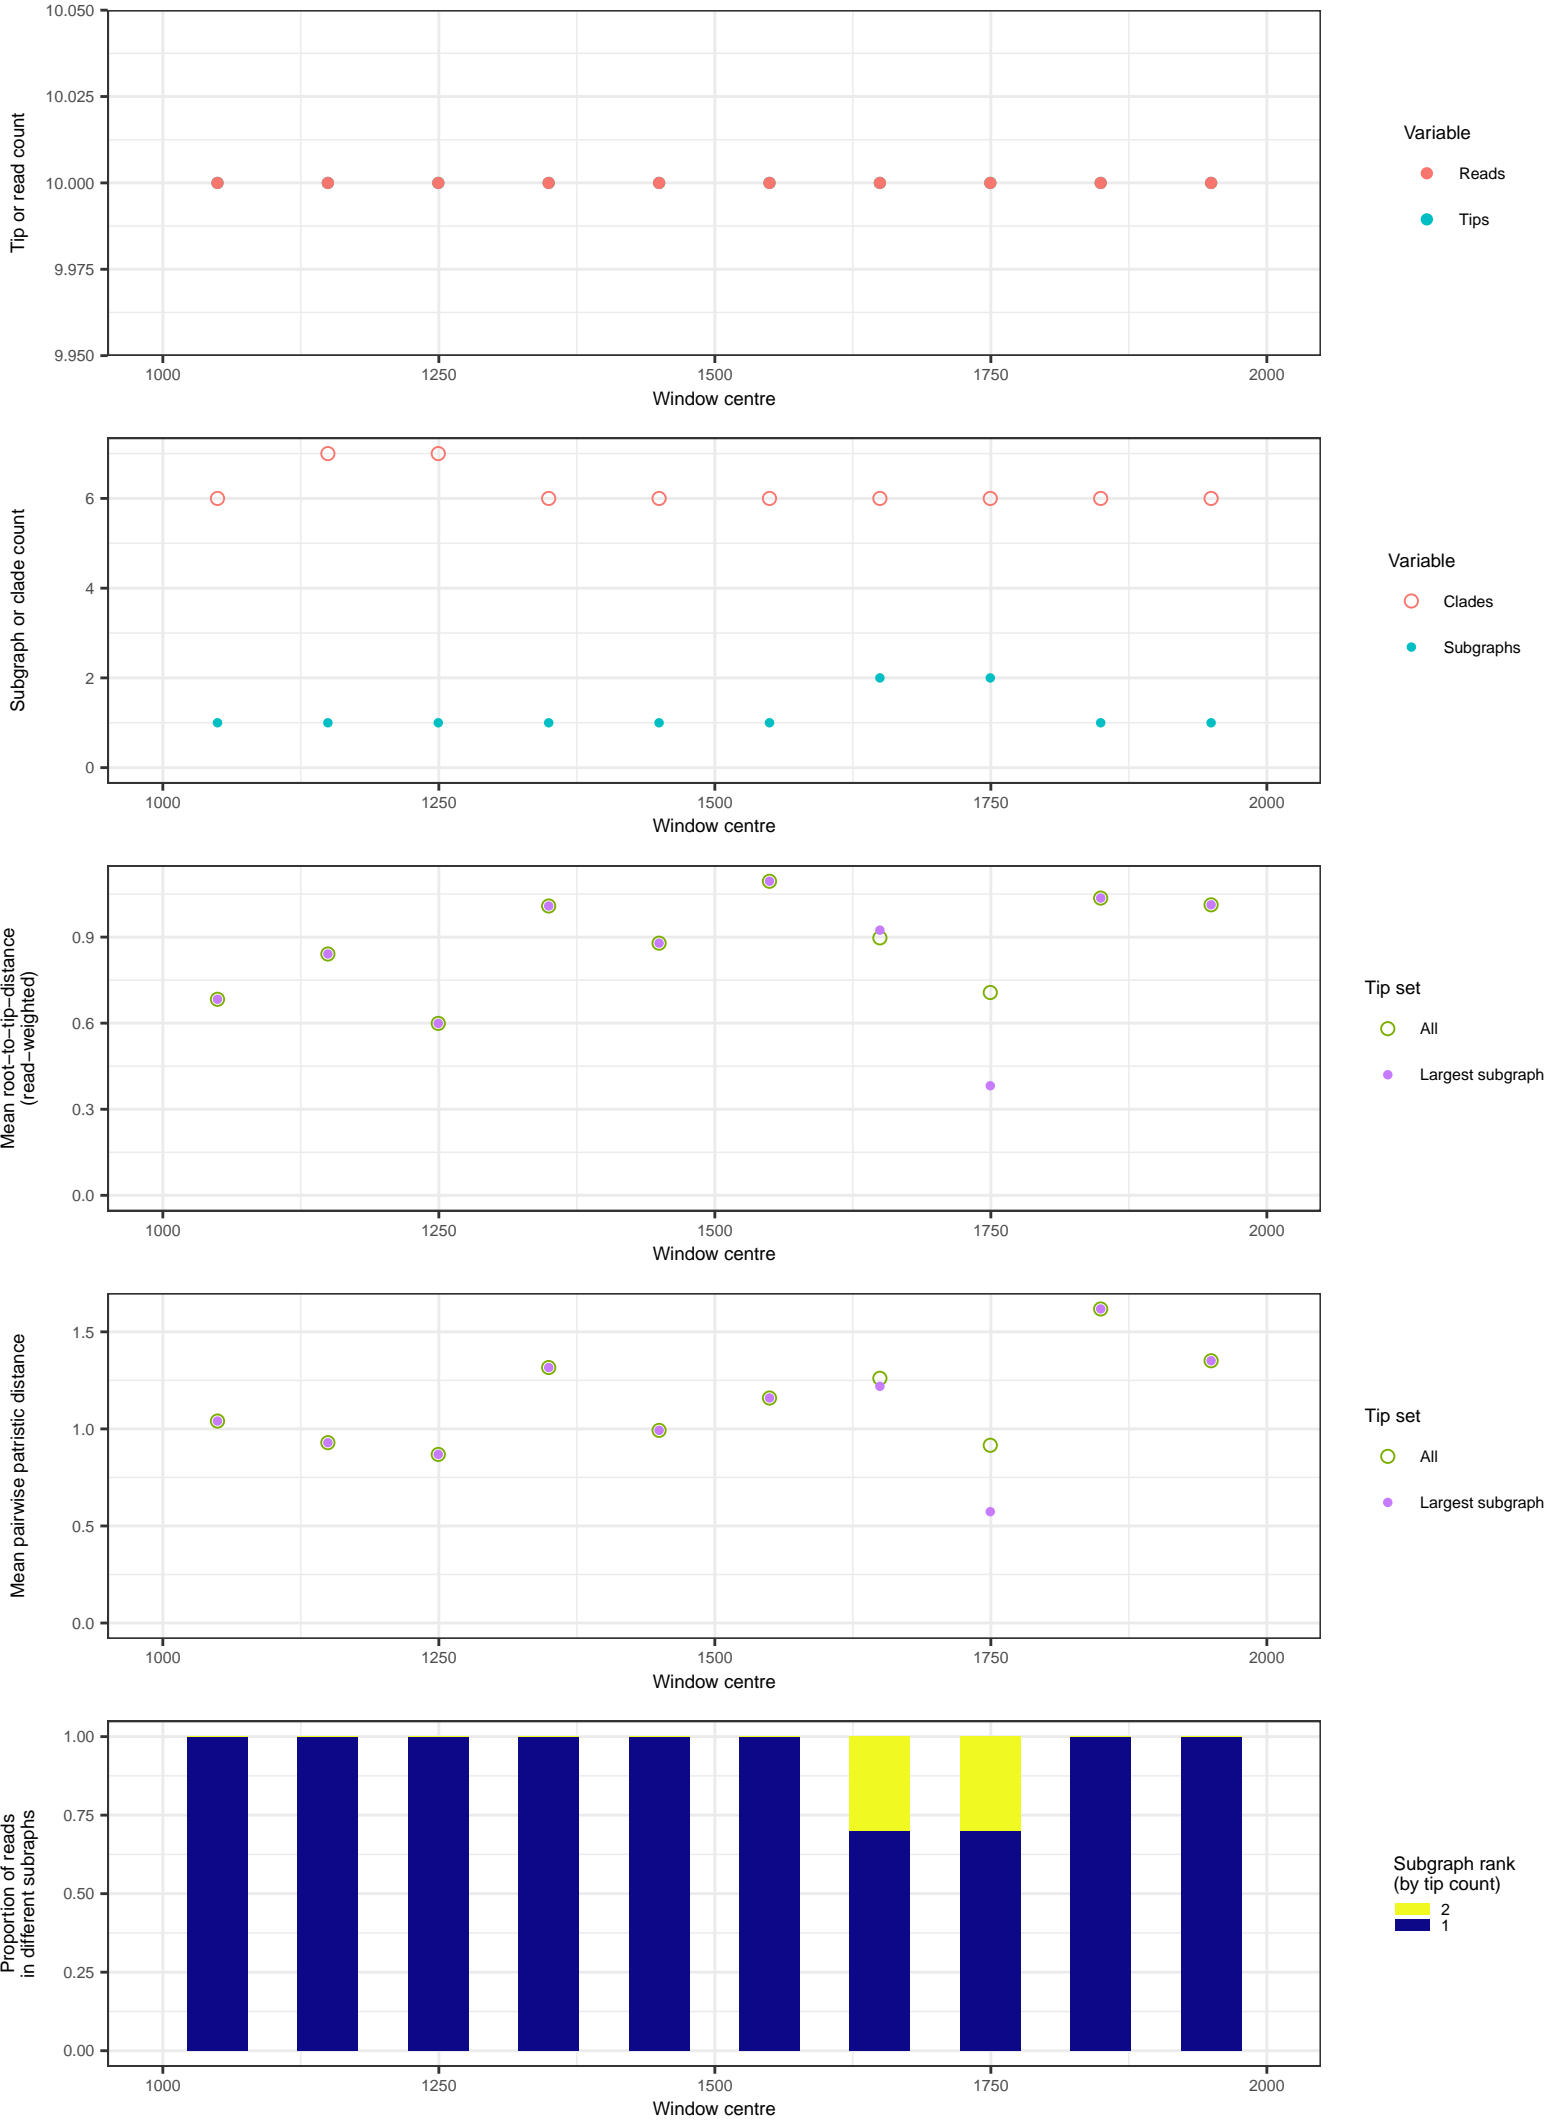 10.050
10.025
10.000
9.975
9.950
Tip or read count
1000 1250 1500 1750 2000
Window centre
Variable
Reads
Tips
6
4
2
0
Subgraph or clade count
1000 1250 1500 1750 2000
Window centre
Variable
Clades
Subgraphs
0.9
0.6
0.3
0.0
Mean root−to−tip−distance
(read−weighted)
1000 1250 1500 1750 2000
Window centre
Tip set
All
Largest subgraph
1.5
1.0
0.5
0.0
Mean pairwise patristic distance
1000 1250 1500 1750 2000
Window centre
Tip set
All
Largest subgraph
1.00
0.75
0.50
0.25
0.00
Proportion of reads
in different subraphs
1000 1250 1500 1750 2000
Window centre
Subgraph rank
(by tip count)
2
1